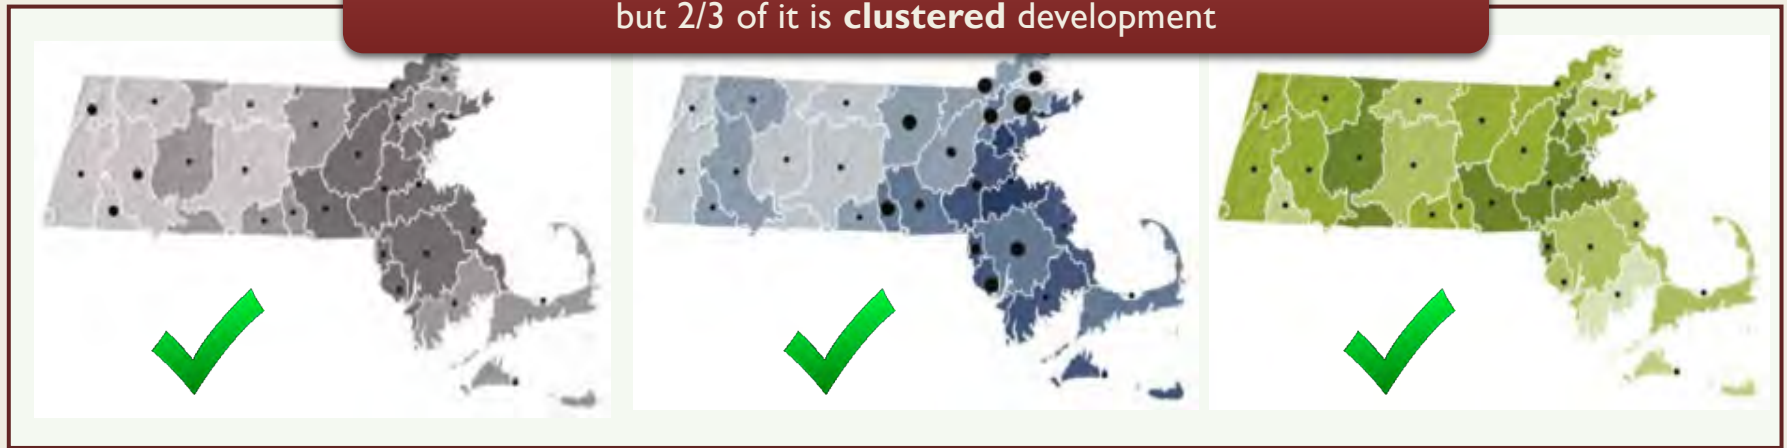 but 2/3 of it is clustered development